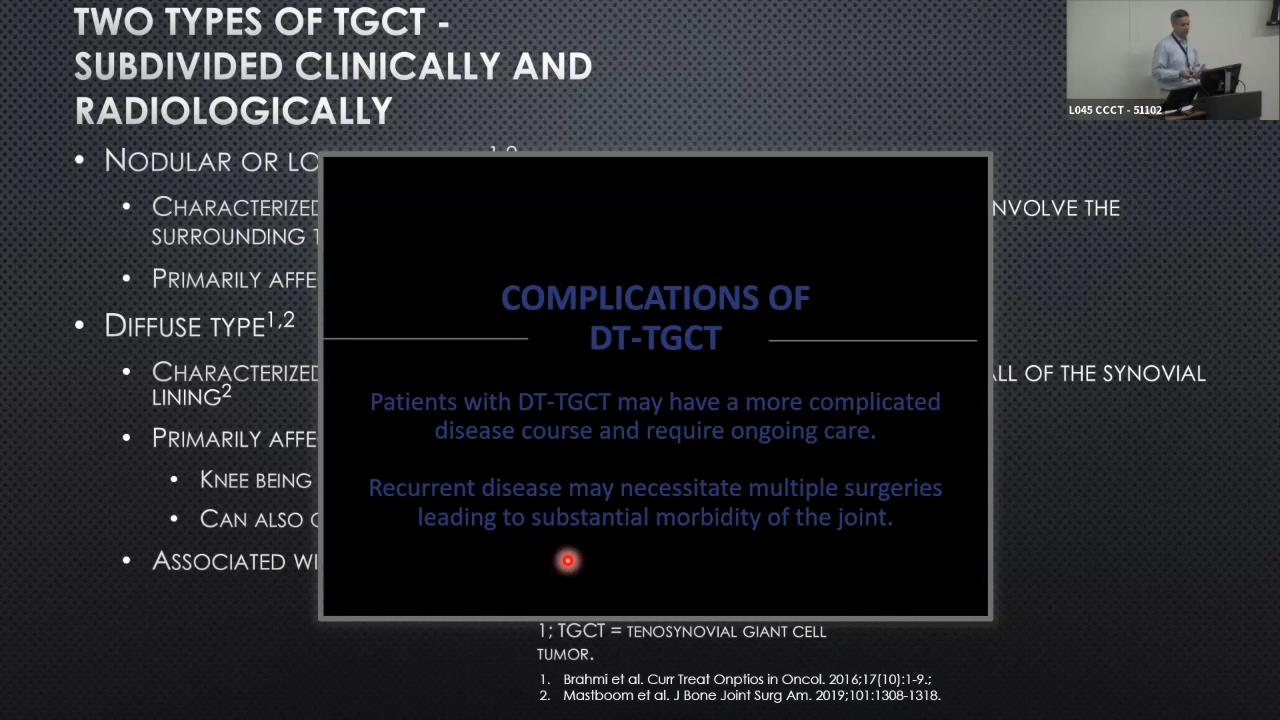 TWO TYPES OF TGCT -
SUBDIVIDED CLINICALLY AND
RADIOLOGICALLY
• NODULAR OR LO
• CHARACTERIZED NVOLVE THE
SURROUNDING
• PRIMARILY AFFE
• DIFFUSE TYPE1,2
• CHARACTERIZED ALL OF THE SYNOVIAL
LINING2
• PRIMARILY AFFE
• KNEE BEING
• CAN ALSO
• ASSOCIATED WI
COMPLICATIONS OF
DT-TGCT
Patients with DT-TGCT may have a more complicated
disease course and require ongoing care.
Recurrent disease may necessitate multiple surgeries
leading to substantial morbidity of the joint.
1; TGCT = TENOSYNOVIAL GIANT CELL
TUMOR.
1. Brahmi et al. Curr Treat Onptios in Oncol. 2016;17(10):1-9.;
2. Mastboom et al. J Bone Joint Surg Am. 2019;101:1308-1318.
L045 CCCT - 51102